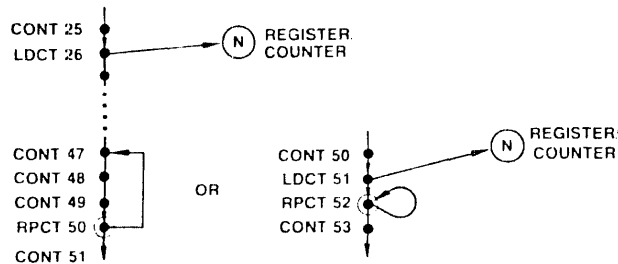 CONT 25
LDCT 26
N
REGISTER
COUNTER
CONT 47
CONT 48
CONT 49
RPCT 50
CONT 51
OR
CONT 50
LDCT 51
RPCT 52
CONT 53
N
REGISTER
COUNTER